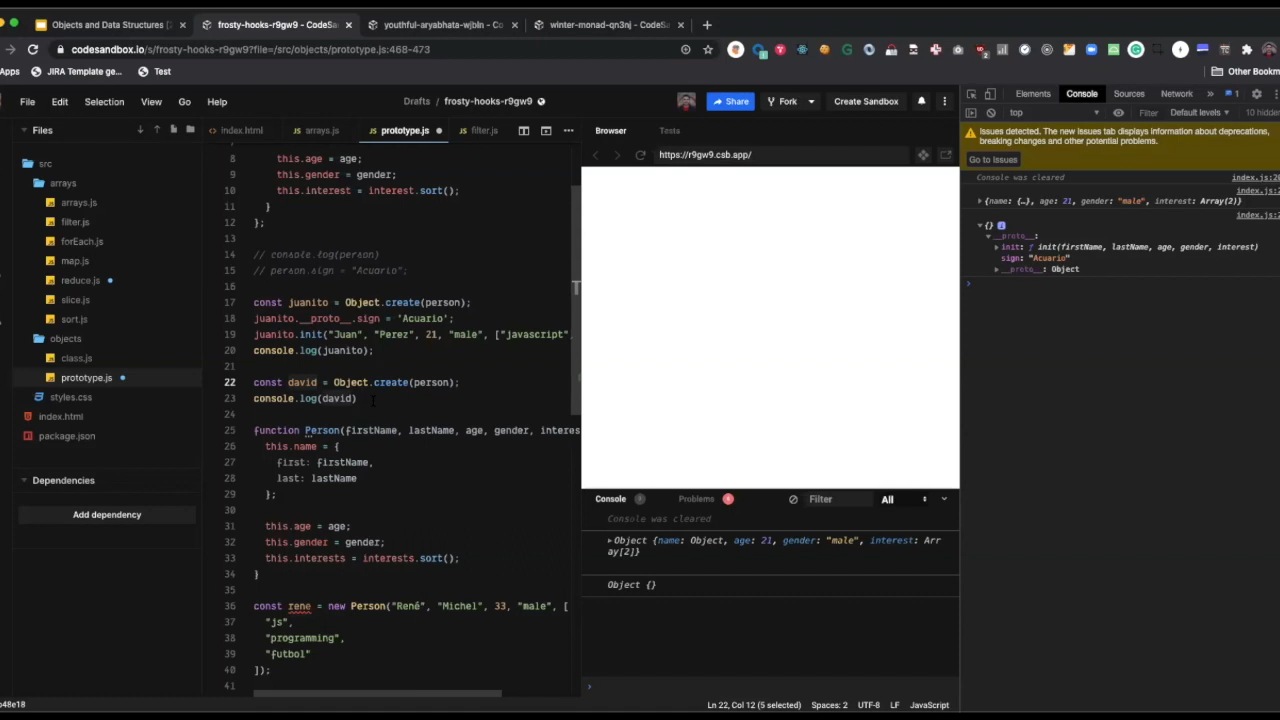 Objects and Data Structures
frosty-hooks-r9gw9 - CodeSa
youthful-aryabhata-wjbin - Co
winter-monad-qn3nj - CodeSa
codesandbox.io/s/frosty-hooks-r9gw9?file=/src/objects/prototype.js:468-473
Apps
JIRA Template ge...
Test
Other Bookm
File Edit Selection View Go Help
Drafts / frosty-hooks-r9gw9
Share
Fork
Create Sandbox
Files
src
arrays
arrays.js
filter.js
forEach.js
map.js
reduce.js
slice.js
sort.js
objects
class.js
prototype.js
styles.css
index.html
package.json
Dependencies
Add dependency
index.html arrays.js prototype.js filter.js
8 this.age = age;
9 this.gender = gender;
10 this.interest = interest.sort();
11 }
12 };
13
14 // console.log(person)
15 // person.sign = "Acuario";
16
17 const juanito = Object.create(person);
18 juanito.__proto__.sign = 'Acuario';
19 juanito.init("Juan", "Perez", 21, "male", ["javascript",
20 console.log(juanito);
21
22 const david = Object.create(person);
23 console.log(david)
24
25 function Person(firstName, lastName, age, gender, interes
26 this.name = {
27 first: firstName,
28 last: lastName
29 };
30
31 this.age = age;
32 this.gender = gender;
33 this.interests = interests.sort();
34 }
35
36 const rene = new Person("René", "Michel", 33, "male", [
37 "js",
38 "programming",
39 "futbol"
40 ]);
41
Browser Tests
https://r9gw9.csb.app/
Console Problems
Filter
All
Console was cleared
Object {name: Object, age: 21, gender: "male", interest: Arr
ay[2]}
Object {}
Elements Console Sources Network » 1
top Filter Default levels 10 hidden
Issues detected. The new issues tab displays information about deprecations,
breaking changes and other potential problems.
Go to Issues
Console was cleared index.js:2
index.js:2
{name: {…}, age: 21, gender: "male", interest: Array(2)}
index.js:2
{}
__proto__:
init: ƒ init(firstName, lastName, age, gender, interest)
sign: "Acuario"
__proto__: Object
b48e18
Ln 22, Col 12 (5 selected) Spaces: 2 UTF-8 LF JavaScript